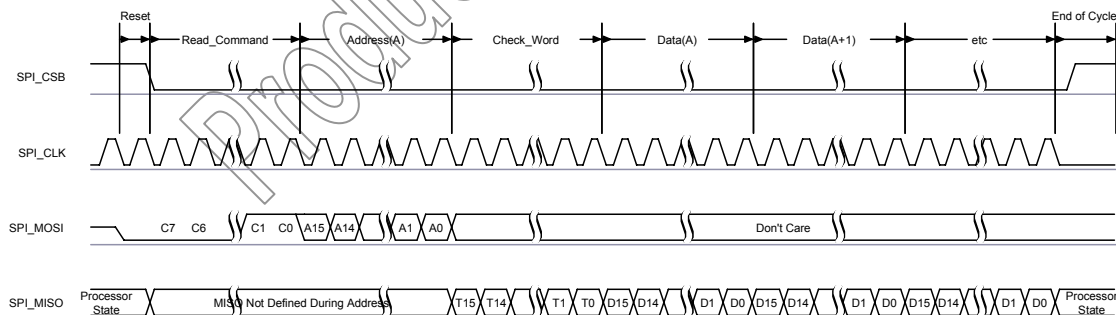 Reset
End of Cycle
Read_Command
Address(A)
Check_Word
Data(A)
Data(A+1)
etc
SPI_CSB
SPI_CLK
SPI_MOSI
C7 C6 C1 C0 A15 A14 A1 A0 Don't Care
SPI_MISO
Processor
State
MISO Not Defined During Address
T15 T14 T1 T0 D15 D14 D1 D0 D15 D14 D1 D0 D15 D14 D1 D0
Processor
State